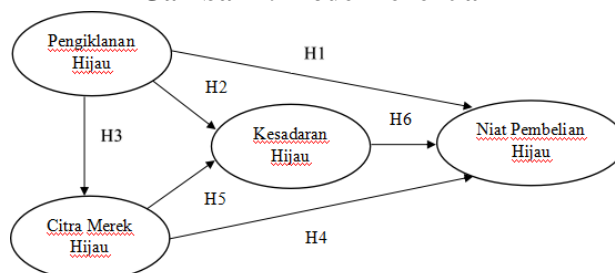 Pengiklanan
Hijau
H1
H2
H3
Kesadaran
Hijau
H6
Niat Pembelian
Hijau
H5
Citra Merek
Hijau
H4